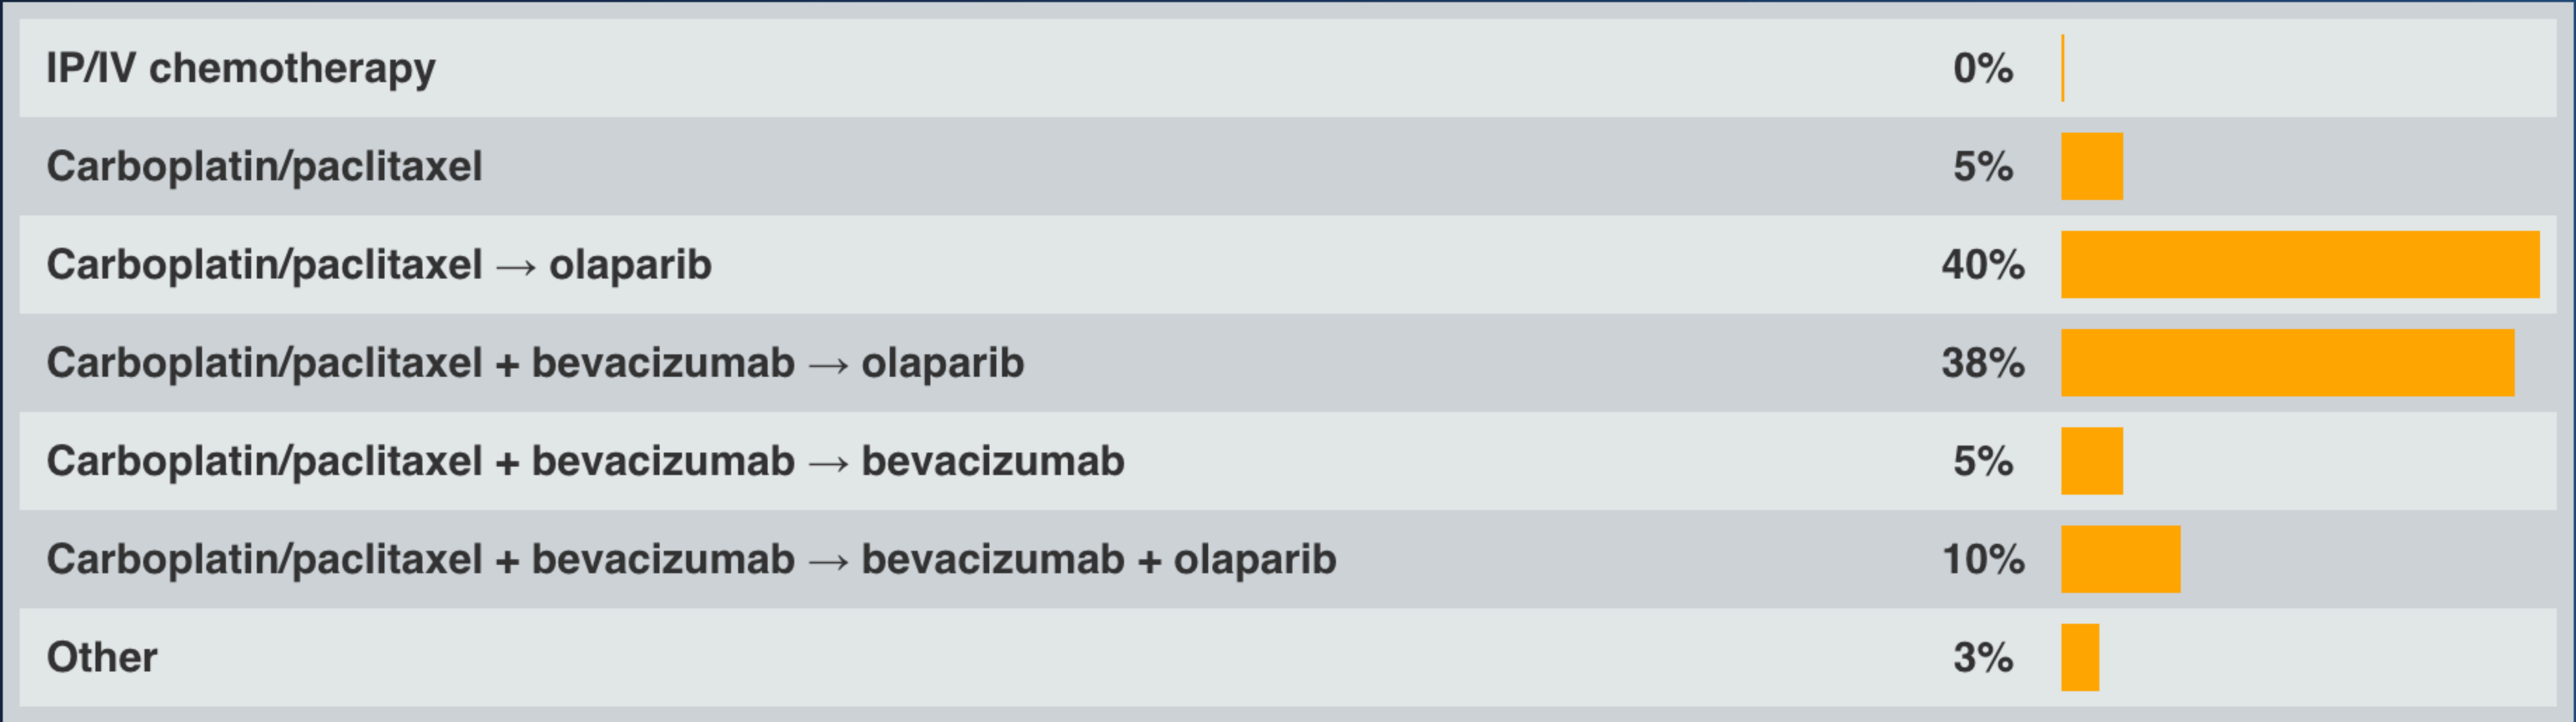 IP/IV chemotherapy 0%
Carboplatin/paclitaxel 5%
Carboplatin/paclitaxel → olaparib 40%
Carboplatin/paclitaxel + bevacizumab → olaparib 38%
Carboplatin/paclitaxel + bevacizumab → bevacizumab 5%
Carboplatin/paclitaxel + bevacizumab → bevacizumab + olaparib 10%
Other 3%